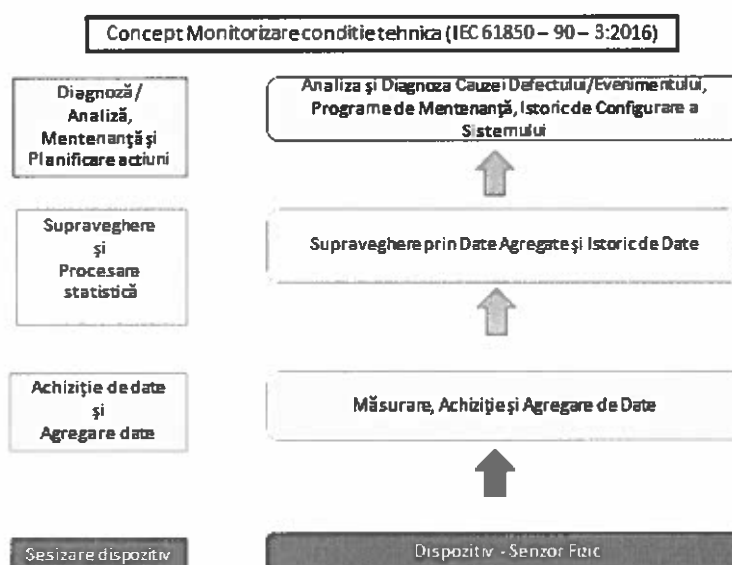 Concept Monitorizare conditie tehnica (IEC 61850 – 90 – 3:2016)
Diagnoză/
Analiză,
Mentenanță și
Planificare actiuni
Analiza și Diagnoza Cauzei Defectului/Evenimentului,
Programe de Mentenanță, Istoric de Configurare a
Sistemului
Supraveghere
și
Procesare
statistică
Supraveghere prin Date Agregate și Istoric de Date
Achiziție de date
și
Agregare date
Măsurare, Achiziție și Agregare de Date
Sesizare dispozitiv
Dispozitiv - Senzor Fizic